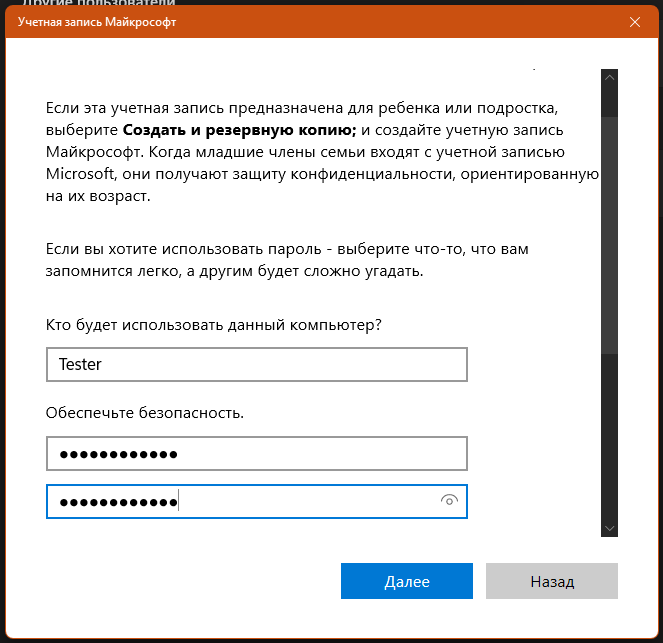 Другие пользователи
Учетная запись Майкрософт
Если эта учетная запись предназначена для ребенка или подростка,
выберите Создать и резервную копию; и создайте учетную запись
Майкрософт. Когда младшие члены семьи входят с учетной записью
Microsoft, они получают защиту конфиденциальности, ориентированную
на их возраст.
Если вы хотите использовать пароль - выберите что-то, что вам
запомнится легко, а другим будет сложно угадать.
Кто будет использовать данный компьютер?
Tester
Обеспечьте безопасность.
●●●●●●●●●●●●
●●●●●●●●●●●●
Далее Назад